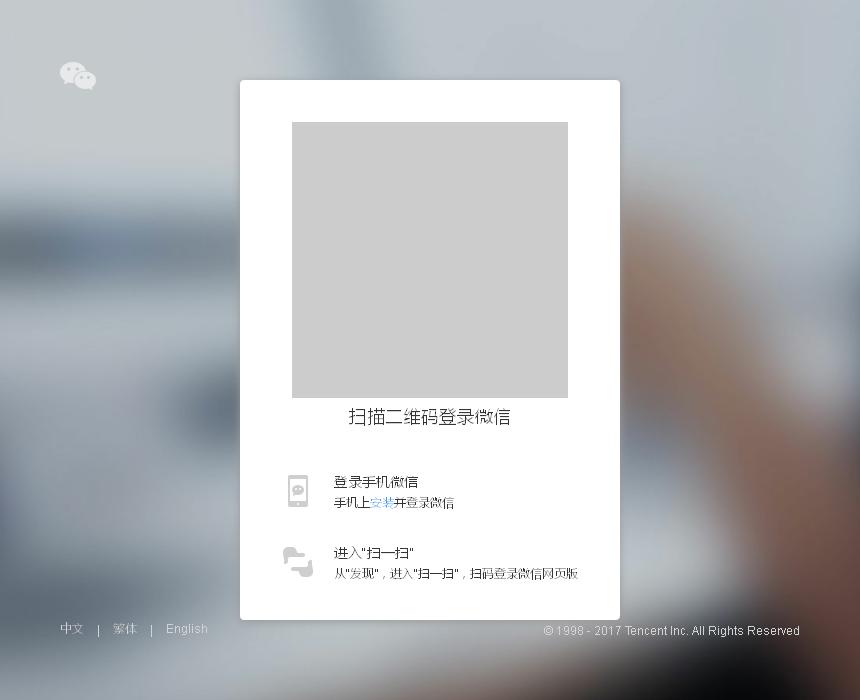 扫描二维码登录微信
登录手机微信
手机上安装并登录微信
进入"扫一扫"
从"发现"，进入"扫一扫"，扫码登录微信网页版
中文 | 繁体 | English
© 1998 - 2017 Tencent Inc. All Rights Reserved